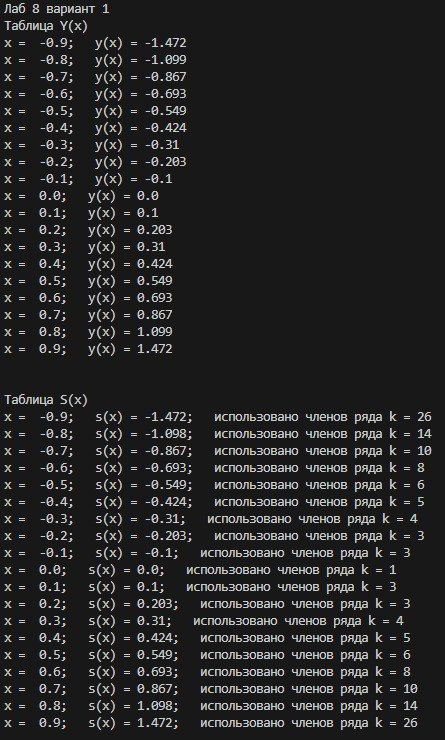 Лаб 8 вариант 1
Таблица Y(x)
x =  -0.9;   y(x) = -1.472
x =  -0.8;   y(x) = -1.099
x =  -0.7;   y(x) = -0.867
x =  -0.6;   y(x) = -0.693
x =  -0.5;   y(x) = -0.549
x =  -0.4;   y(x) = -0.424
x =  -0.3;   y(x) = -0.31
x =  -0.2;   y(x) = -0.203
x =  -0.1;   y(x) = -0.1
x =  0.0;   y(x) = 0.0
x =  0.1;   y(x) = 0.1
x =  0.2;   y(x) = 0.203
x =  0.3;   y(x) = 0.31
x =  0.4;   y(x) = 0.424
x =  0.5;   y(x) = 0.549
x =  0.6;   y(x) = 0.693
x =  0.7;   y(x) = 0.867
x =  0.8;   y(x) = 1.099
x =  0.9;   y(x) = 1.472
Таблица S(x)
x =  -0.9;   s(x) = -1.472;   использовано членов ряда k = 26
x =  -0.8;   s(x) = -1.098;   использовано членов ряда k = 14
x =  -0.7;   s(x) = -0.867;   использовано членов ряда k = 10
x =  -0.6;   s(x) = -0.693;   использовано членов ряда k = 8
x =  -0.5;   s(x) = -0.549;   использовано членов ряда k = 6
x =  -0.4;   s(x) = -0.424;   использовано членов ряда k = 5
x =  -0.3;   s(x) = -0.31;   использовано членов ряда k = 4
x =  -0.2;   s(x) = -0.203;   использовано членов ряда k = 3
x =  -0.1;   s(x) = -0.1;   использовано членов ряда k = 3
x =  0.0;   s(x) = 0.0;   использовано членов ряда k = 1
x =  0.1;   s(x) = 0.1;   использовано членов ряда k = 3
x =  0.2;   s(x) = 0.203;   использовано членов ряда k = 3
x =  0.3;   s(x) = 0.31;   использовано членов ряда k = 4
x =  0.4;   s(x) = 0.424;   использовано членов ряда k = 5
x =  0.5;   s(x) = 0.549;   использовано членов ряда k = 6
x =  0.6;   s(x) = 0.693;   использовано членов ряда k = 8
x =  0.7;   s(x) = 0.867;   использовано членов ряда k = 10
x =  0.8;   s(x) = 1.098;   использовано членов ряда k = 14
x =  0.9;   s(x) = 1.472;   использовано членов ряда k = 26